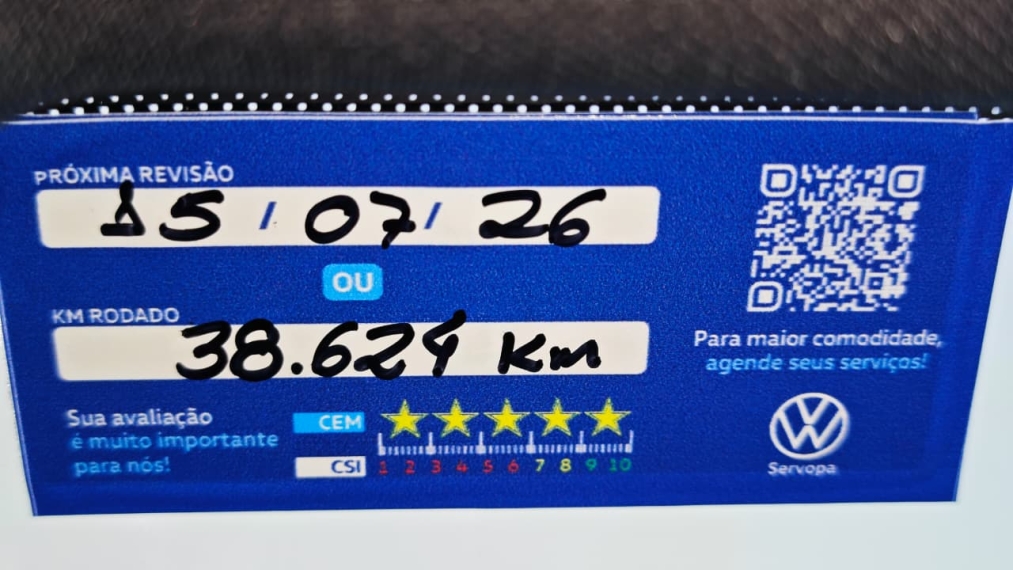 PRÓXIMA REVISÃO
15 / 07 / 26
OU
KM RODADO
38.624 Km
Para maior comodidade,
agende seus serviços!
Sua avaliação
é muito importante
para nós!
CEM
CSI
1 2 3 4 5 6 7 8 9 10
Servopa